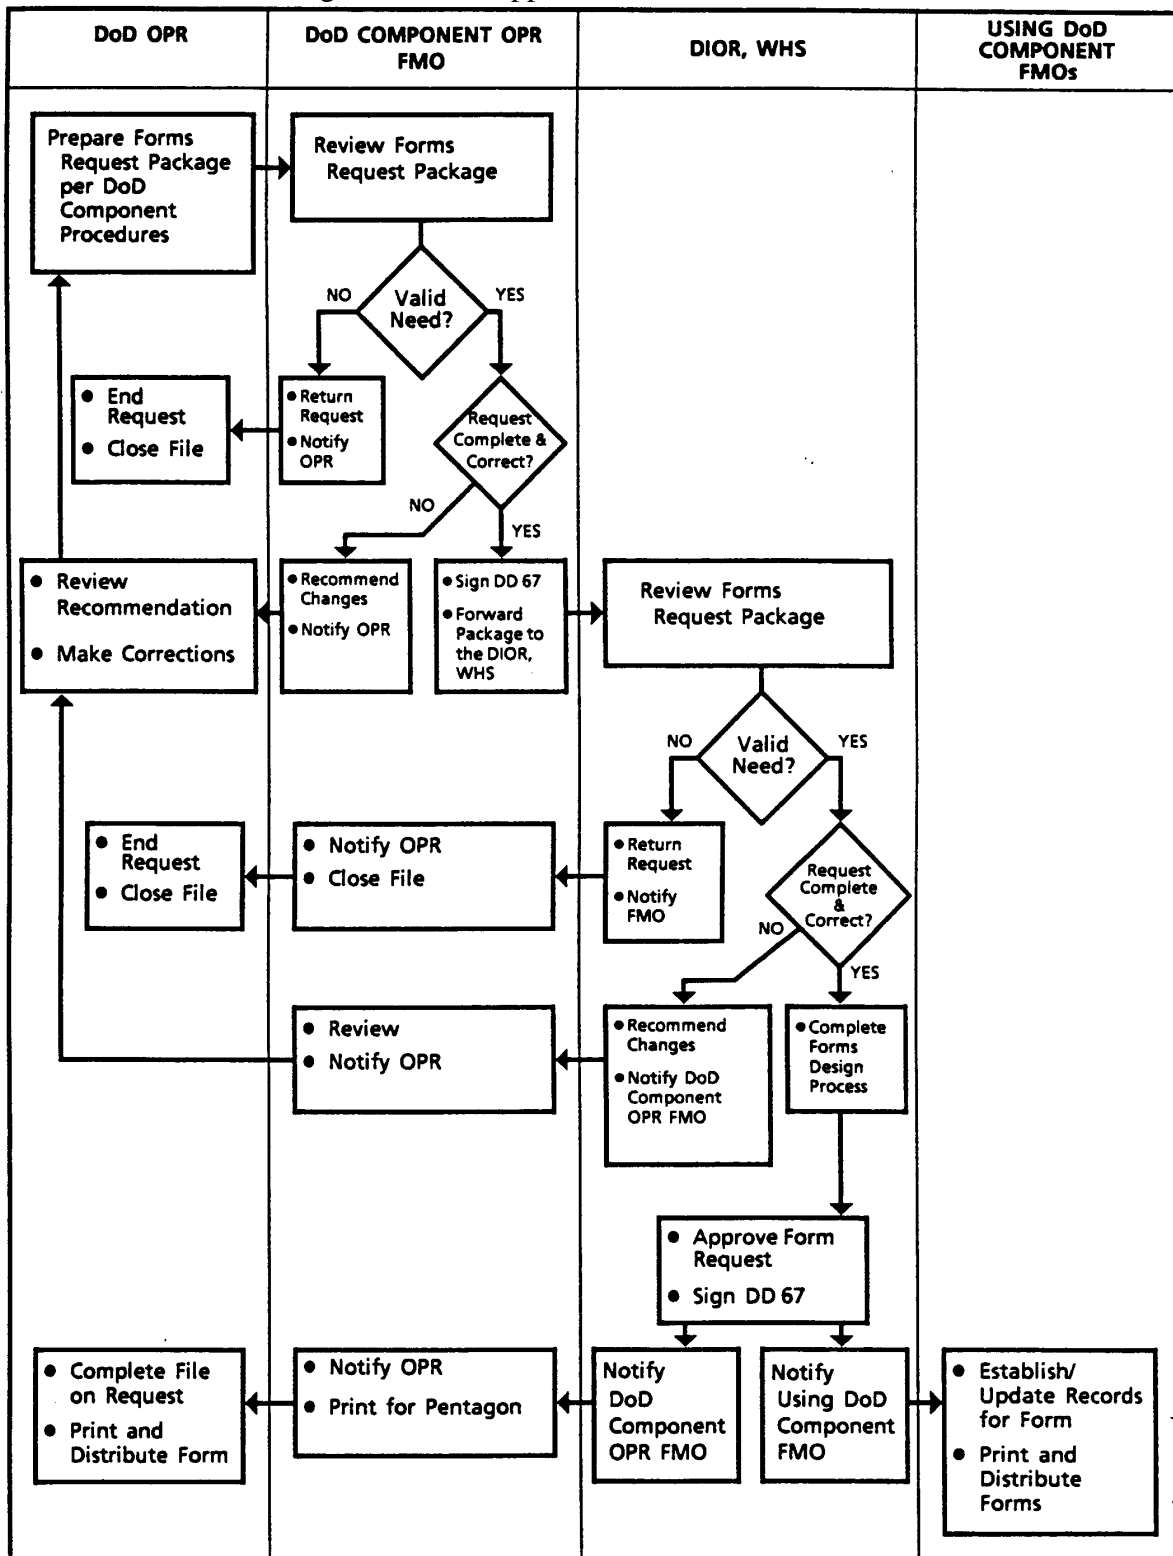 DoD OPR
DoD COMPONENT OPR
FMO
DIOR, WHS
USING DoD
COMPONENT
FMOs
Prepare Forms
Request Package
per DoD
Component
Procedures
Review Forms
Request Package
Valid
Need?
NO
YES
● End
Request
● Close File
● Return
Request
● Notify
OPR
Request
Complete &
Correct?
NO
YES
● Review
Recommendation
● Make Corrections
● Recommend
Changes
● Notify OPR
● Sign DD 67
● Forward
Package to
the DIOR,
WHS
Review Forms
Request Package
Valid
Need?
NO
YES
● End
Request
● Close File
● Notify OPR
● Close File
● Return
Request
● Notify
FMO
Request
Complete
&
Correct?
NO
YES
● Review
● Notify OPR
● Recommend
Changes
● Notify DoD
Component
OPR FMO
● Complete
Forms
Design
Process
● Approve Form
Request
● Sign DD 67
● Complete File
on Request
● Print and
Distribute Form
● Notify OPR
● Print for Pentagon
Notify
DoD
Component
OPR FMO
Notify
Using DoD
Component
FMO
● Establish/
Update Records
for Form
● Print and
Distribute
Forms